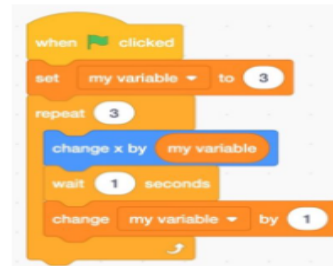 when clicked
set my variable to 3
repeat 3
change x by my variable
wait 1 seconds
change my variable by 1